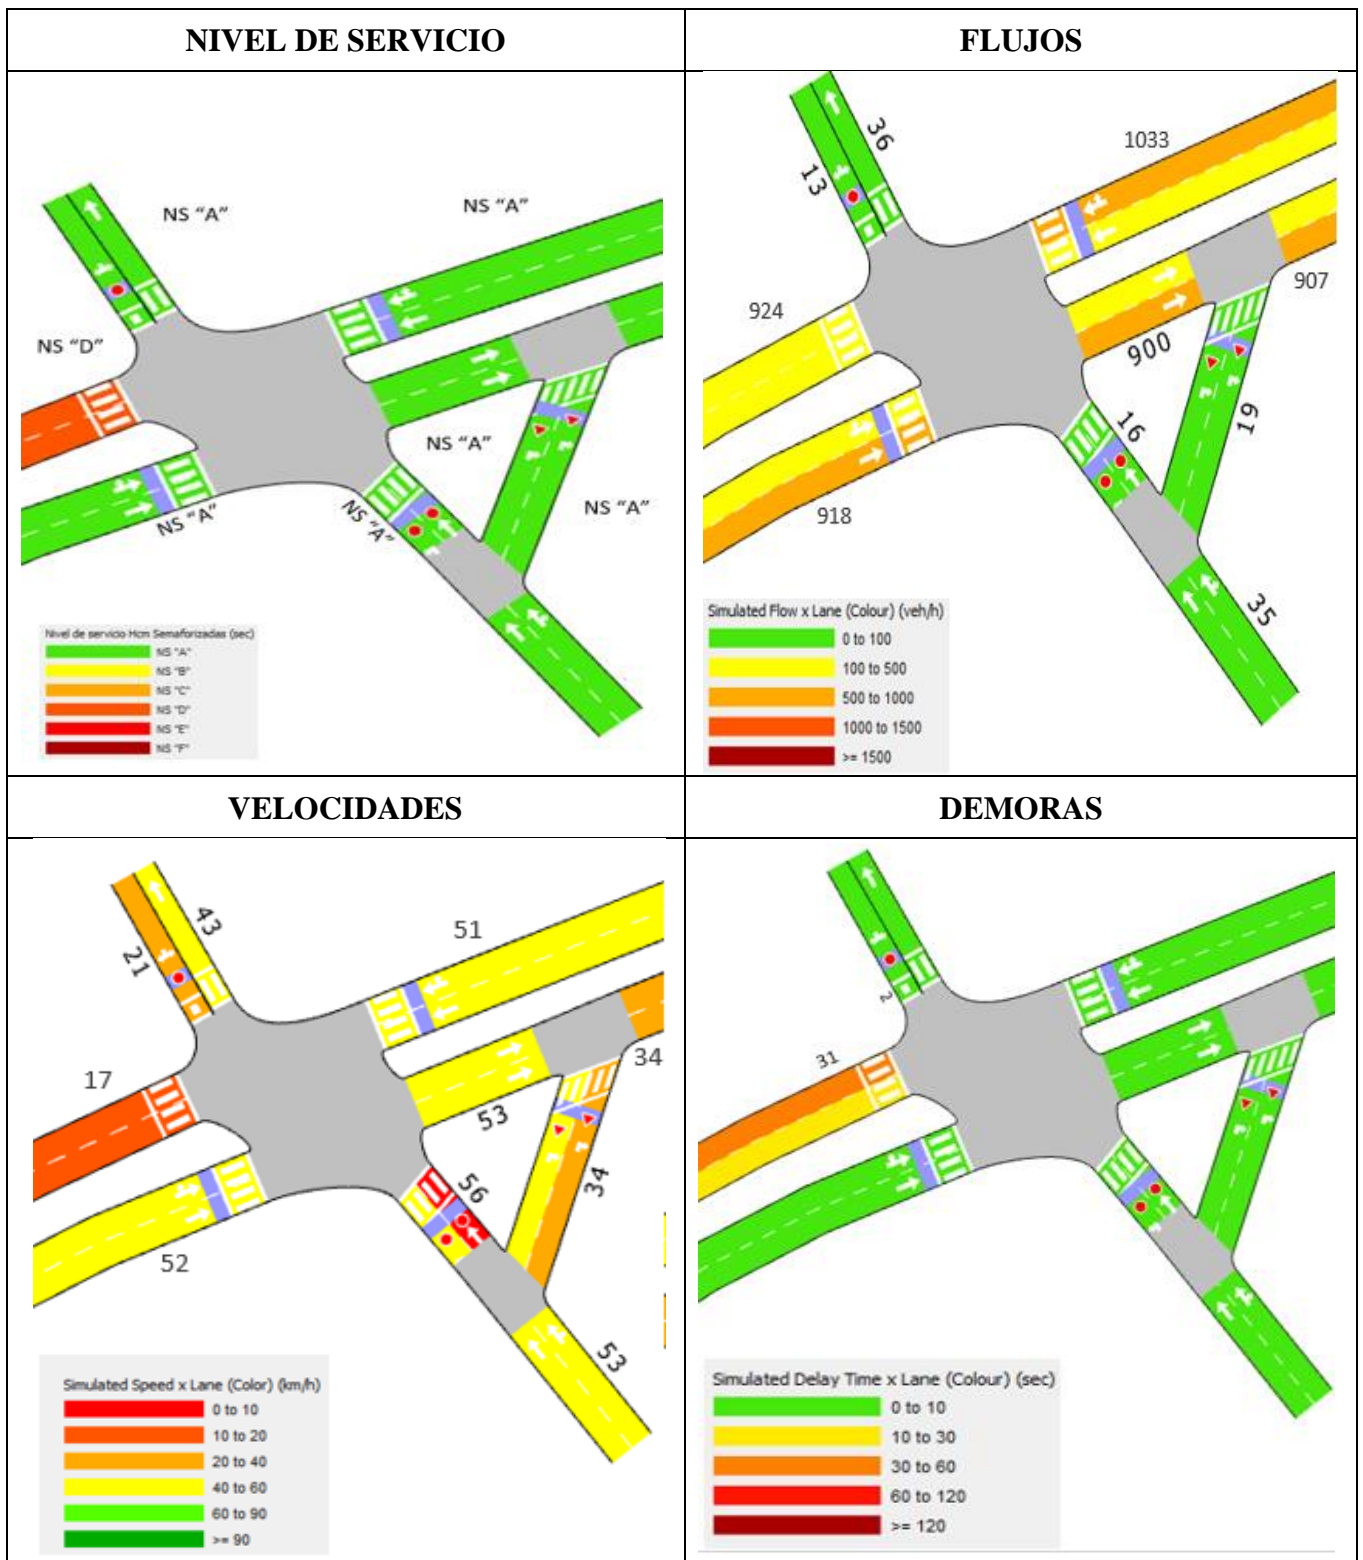 NIVEL DE SERVICIO
FLUJOS
NS "A"
NS "A"
NS "D"
NS "A"
NS "A"
NS "A"
NS "A"
Nivel de servicio Hcm Semaforizadas (sec)
NS "A"
NS "B"
NS "C"
NS "D"
NS "E"
NS "F"
36
13
1033
924
907
900
16
19
918
35
Simulated Flow x Lane (Colour) (veh/h)
0 to 100
100 to 500
500 to 1000
1000 to 1500
>= 1500
VELOCIDADES
DEMORAS
43
21
51
17
34
53
56
34
52
53
Simulated Speed x Lane (Color) (km/h)
0 to 10
10 to 20
20 to 40
40 to 60
60 to 90
>= 90
2
31
Simulated Delay Time x Lane (Colour) (sec)
0 to 10
10 to 30
30 to 60
60 to 120
>= 120